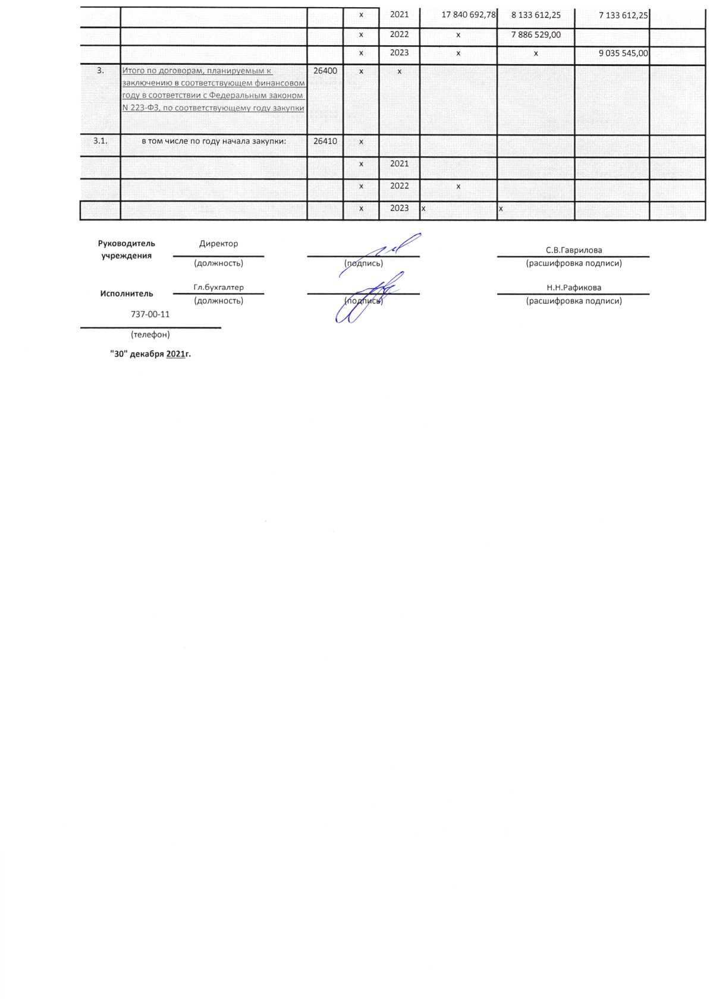 х 2021 17 840 692,78 8 133 612,25 7 133 612,25
х 2022 х 7 886 529,00
х 2023 х х 9 035 545,00
3. Итого по договорам, планируемым к 26400 х х
заключению в соответствующем финансовом
году в соответствии с Федеральным законом
N 223-ФЗ, по соответствующему году закупки
3.1. в том числе по году начала закупки: 26410 х
х 2021
х 2022 х
х 2023 х х
Руководитель Директор
учреждения С.В.Гаврилова
(должность) (подпись) (расшифровка подписи)
Исполнитель Гл.бухгалтер Н.Н.Рафикова
(должность) (подпись) (расшифровка подписи)
737-00-11
(телефон)
"30" декабря 2021г.